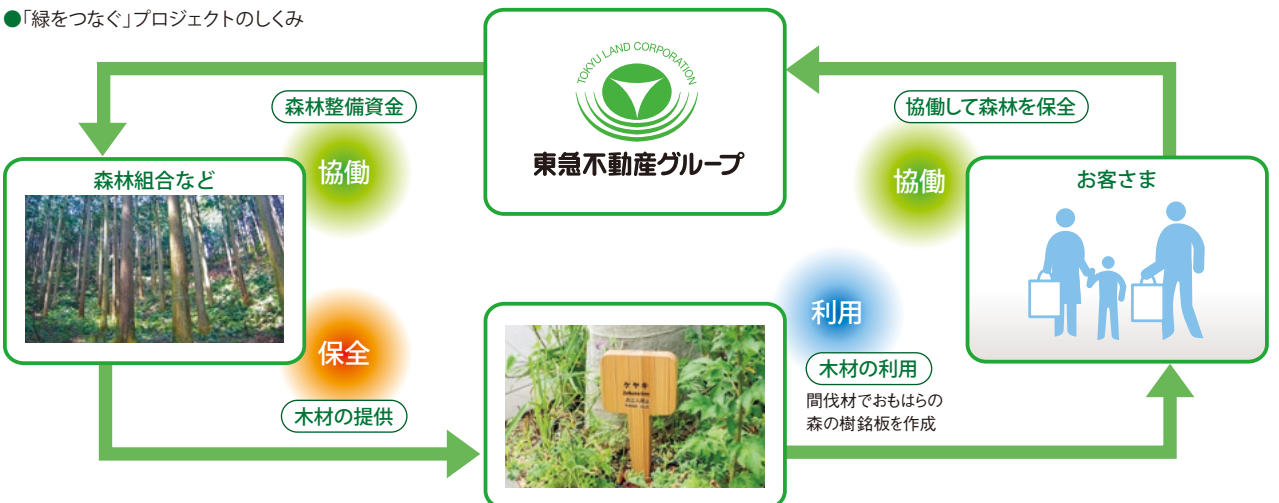 ●「緑をつなぐ」プロジェクトのしくみ
TOKYU LAND CORPORATION
東急不動産グループ
森林整備資金
協働
協働して森林を保全
協働
森林組合など
お客さま
保全
木材の提供
ケヤキ
利用
木材の利用
間伐材でおもはらの
森の樹銘板を作成